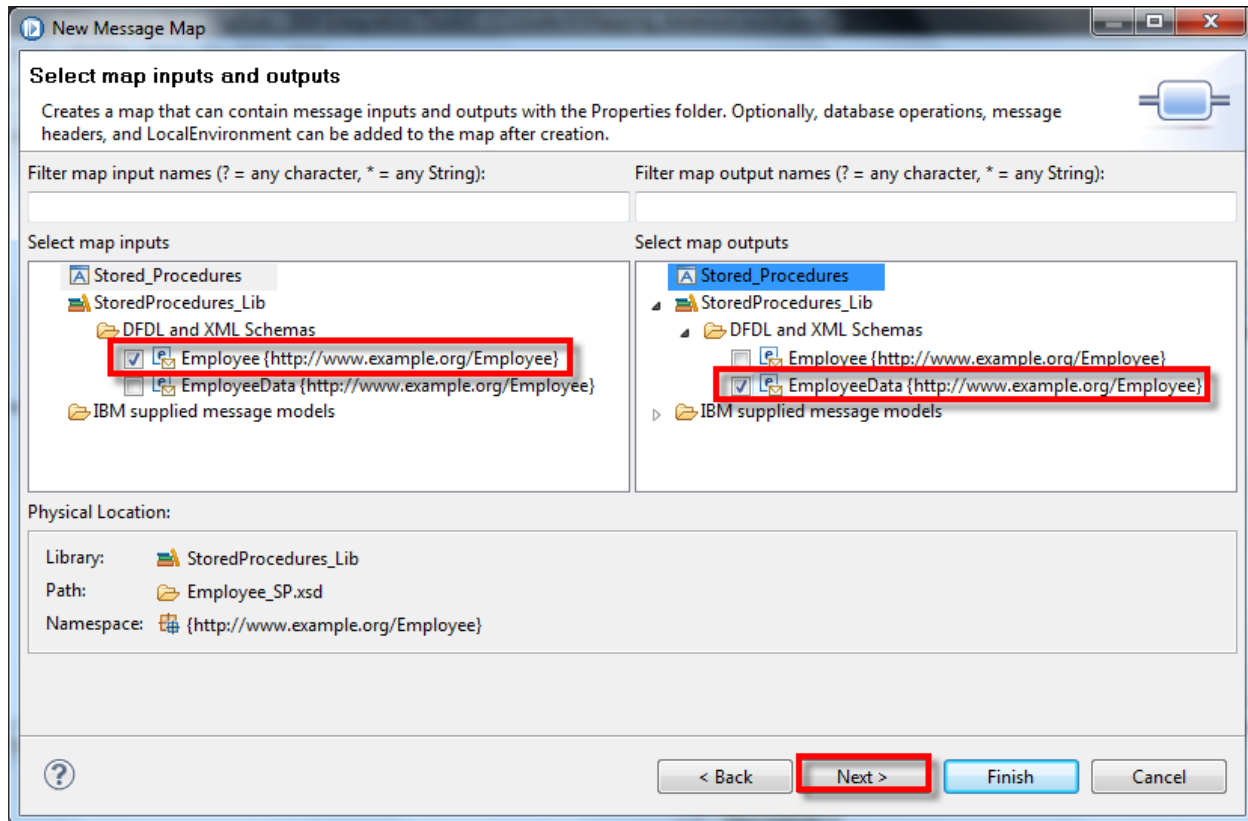 New Message Map
Select map inputs and outputs
Creates a map that can contain message inputs and outputs with the Properties folder. Optionally, database operations, message
headers, and LocalEnvironment can be added to the map after creation.
Filter map input names (? = any character, * = any String):
Filter map output names (? = any character, * = any String):
Select map inputs
Stored_Procedures
StoredProcedures_Lib
DFDL and XML Schemas
Employee {http://www.example.org/Employee}
EmployeeData {http://www.example.org/Employee}
IBM supplied message models
Select map outputs
Stored_Procedures
StoredProcedures_Lib
DFDL and XML Schemas
Employee {http://www.example.org/Employee}
EmployeeData {http://www.example.org/Employee}
IBM supplied message models
Physical Location:
Library: StoredProcedures_Lib
Path: Employee_SP.xsd
Namespace: {http://www.example.org/Employee}
< Back Next > Finish Cancel